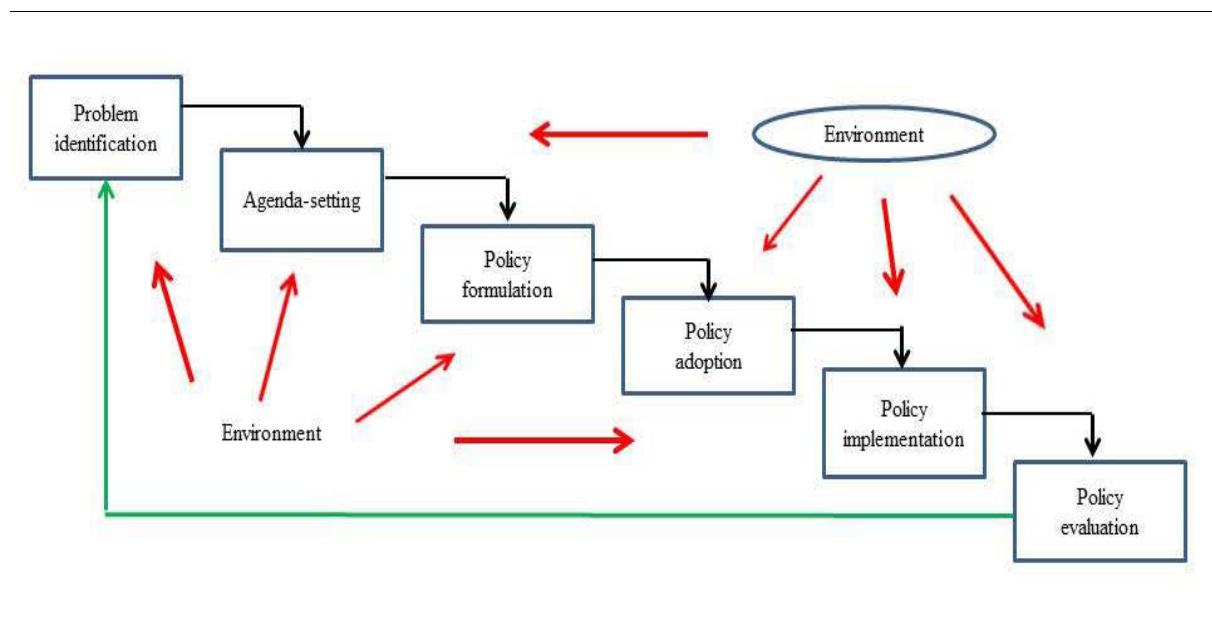 Problem
identification
Environment
Agenda-setting
Policy
formulation
Policy
adoption
Policy
implementation
Environment
Policy
evaluation